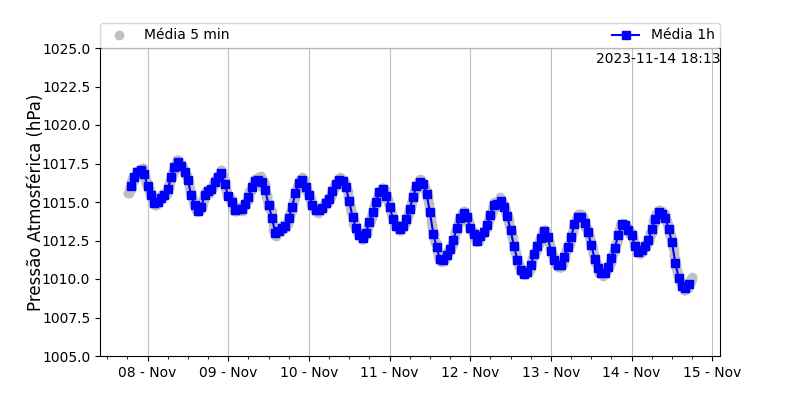 Média 5 min
Média 1h
2023-11-14 18:13
Pressão Atmosférica (hPa)
1025.0
1022.5
1020.0
1017.5
1015.0
1012.5
1010.0
1007.5
1005.0
08 - Nov
09 - Nov
10 - Nov
11 - Nov
12 - Nov
13 - Nov
14 - Nov
15 - Nov